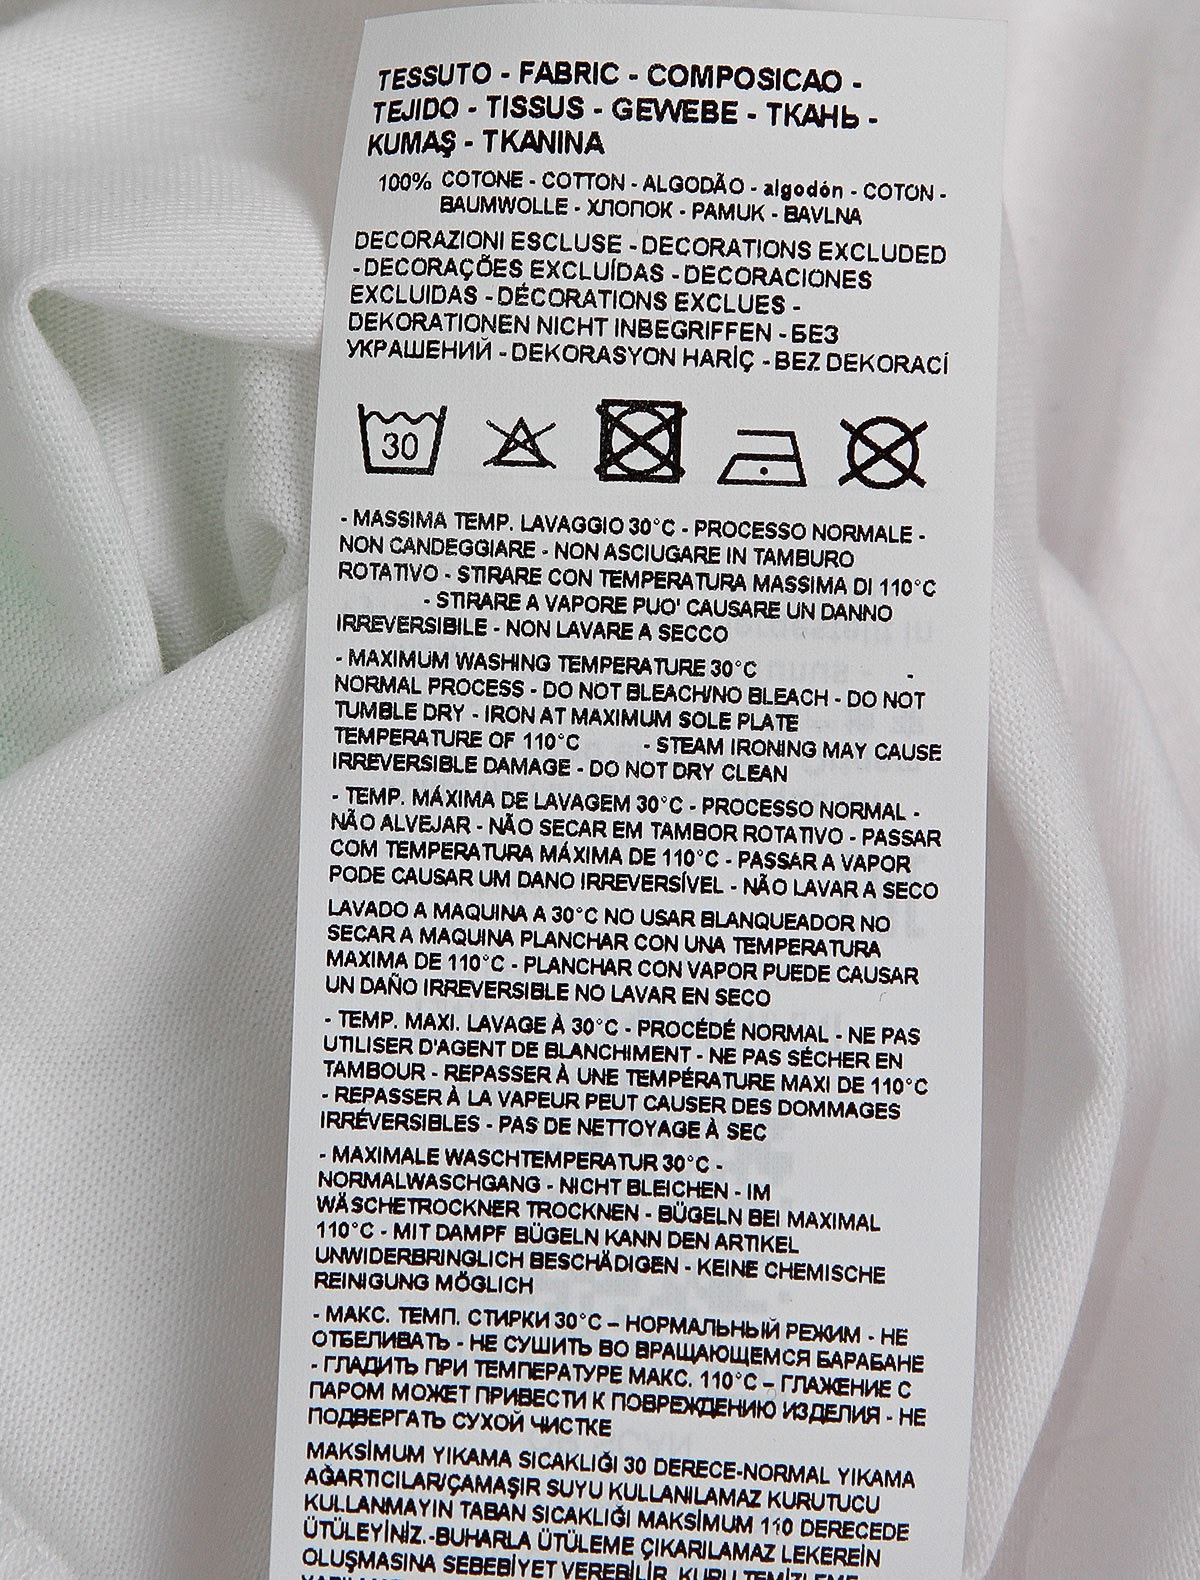 TESSUTO - FABRIC - COMPOSICAO -
TEJIDO - TISSUS - GEWEBE - ТКАНЬ -
KUMAŞ - TKANINA
100% COTONE - COTTON - ALGODÃO - algodón - COTON -
BAUMWOLLE - ХЛОПОК - PAMUK - BAVLNA
DECORAZIONI ESCLUSE - DECORATIONS EXCLUDED
- DECORAÇÕES EXCLUÍDAS - DECORACIONES
EXCLUIDAS - DÉCORATIONS EXCLUES -
DEKORATIONEN NICHT INBEGRIFFEN - БЕЗ
УКРАШЕНИЙ - DEKORASYON HARİÇ - BEZ DEKORACÍ
30
- MASSIMA TEMP. LAVAGGIO 30°C - PROCESSO NORMALE -
NON CANDEGGIARE - NON ASCIUGARE IN TAMBURO
ROTATIVO - STIRARE CON TEMPERATURA MASSIMA DI 110°C
- STIRARE A VAPORE PUO' CAUSARE UN DANNO
IRREVERSIBILE - NON LAVARE A SECCO
- MAXIMUM WASHING TEMPERATURE 30°C -
NORMAL PROCESS - DO NOT BLEACH/NO BLEACH - DO NOT
TUMBLE DRY - IRON AT MAXIMUM SOLE PLATE
TEMPERATURE OF 110°C - STEAM IRONING MAY CAUSE
IRREVERSIBLE DAMAGE - DO NOT DRY CLEAN
- TEMP. MÁXIMA DE LAVAGEM 30°C - PROCESSO NORMAL -
NÃO ALVEJAR - NÃO SECAR EM TAMBOR ROTATIVO - PASSAR
COM TEMPERATURA MÁXIMA DE 110°C - PASSAR A VAPOR
PODE CAUSAR UM DANO IRREVERSÍVEL - NÃO LAVAR A SECO
LAVADO A MAQUINA A 30°C NO USAR BLANQUEADOR NO
SECAR A MAQUINA PLANCHAR CON UNA TEMPERATURA
MAXIMA DE 110°C - PLANCHAR CON VAPOR PUEDE CAUSAR
UN DAÑO IRREVERSIBLE NO LAVAR EN SECO
- TEMP. MAXI. LAVAGE À 30°C - PROCÉDÉ NORMAL - NE PAS
UTILISER D'AGENT DE BLANCHIMENT - NE PAS SÉCHER EN
TAMBOUR - REPASSER À UNE TEMPÉRATURE MAXI DE 110°C
- REPASSER À LA VAPEUR PEUT CAUSER DES DOMMAGES
IRRÉVERSIBLES - PAS DE NETTOYAGE À SEC
- MAXIMALE WASCHTEMPERATUR 30°C -
NORMALWASCHGANG - NICHT BLEICHEN - IM
WÄSCHETROCKNER TROCKNEN - BÜGELN BEI MAXIMAL
110°C - MIT DAMPF BÜGELN KANN DEN ARTIKEL
UNWIDERBRINGLICH BESCHÄDIGEN - KEINE CHEMISCHE
REINIGUNG MÖGLICH
- МАКС. ТЕМП. СТИРКИ 30°C – НОРМАЛЬНЫЙ РЕЖИМ - НЕ
ОТБЕЛИВАТЬ - НЕ СУШИТЬ ВО ВРАЩАЮЩЕМСЯ БАРАБАНЕ
- ГЛАДИТЬ ПРИ ТЕМПЕРАТУРЕ МАКС. 110°C – ГЛАЖЕНИЕ С
ПАРОМ МОЖЕТ ПРИВЕСТИ К ПОВРЕЖДЕНИЮ ИЗДЕЛИЯ - НЕ
ПОДВЕРГАТЬ СУХОЙ ЧИСТКЕ
MAKSİMUM YIKAMA SICAKLIĞI 30 DERECE-NORMAL YIKAMA
AĞARTICILAR/ÇAMAŞIR SUYU KULLANILAMAZ KURUTUCU
KULLANMAYIN TABAN SICAKLIĞI MAKSİMUM 110 DERECEDE
ÜTÜLEYİNİZ.-BUHARLA ÜTÜLEME ÇIKARILAMAZ LEKEREİN
OLUŞMASINA SEBEBİYET VEREBİLİR. KURU TEMİZLEME